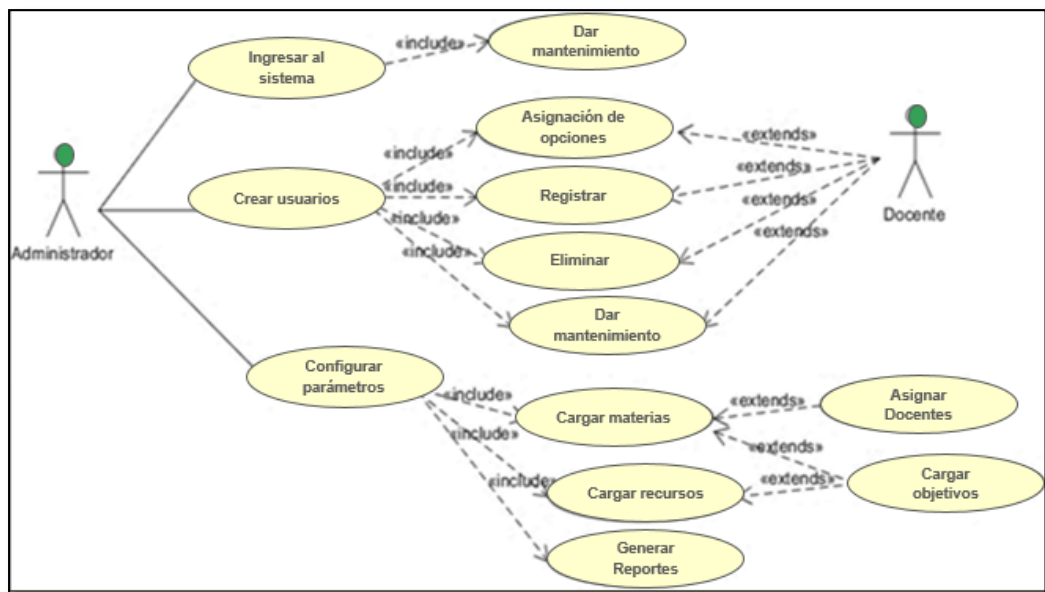 Ingresar al
sistema
«include»
Dar
mantenimiento
Administrador
Crear usuarios
«include»
«include»
«include»
«include»
Asignación de
opciones
Registrar
Eliminar
Dar
mantenimiento
«extends»
«extends»
«extends»
«extends»
Docente
Configurar
parámetros
«include»
«include»
«include»
Cargar materias
Cargar recursos
Generar
Reportes
«extends»
«extends»
«extends»
Asignar
Docentes
Cargar
objetivos